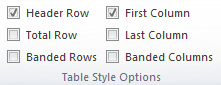 Header Row First Column
Total Row Last Column
Banded Rows Banded Columns
Table Style Options